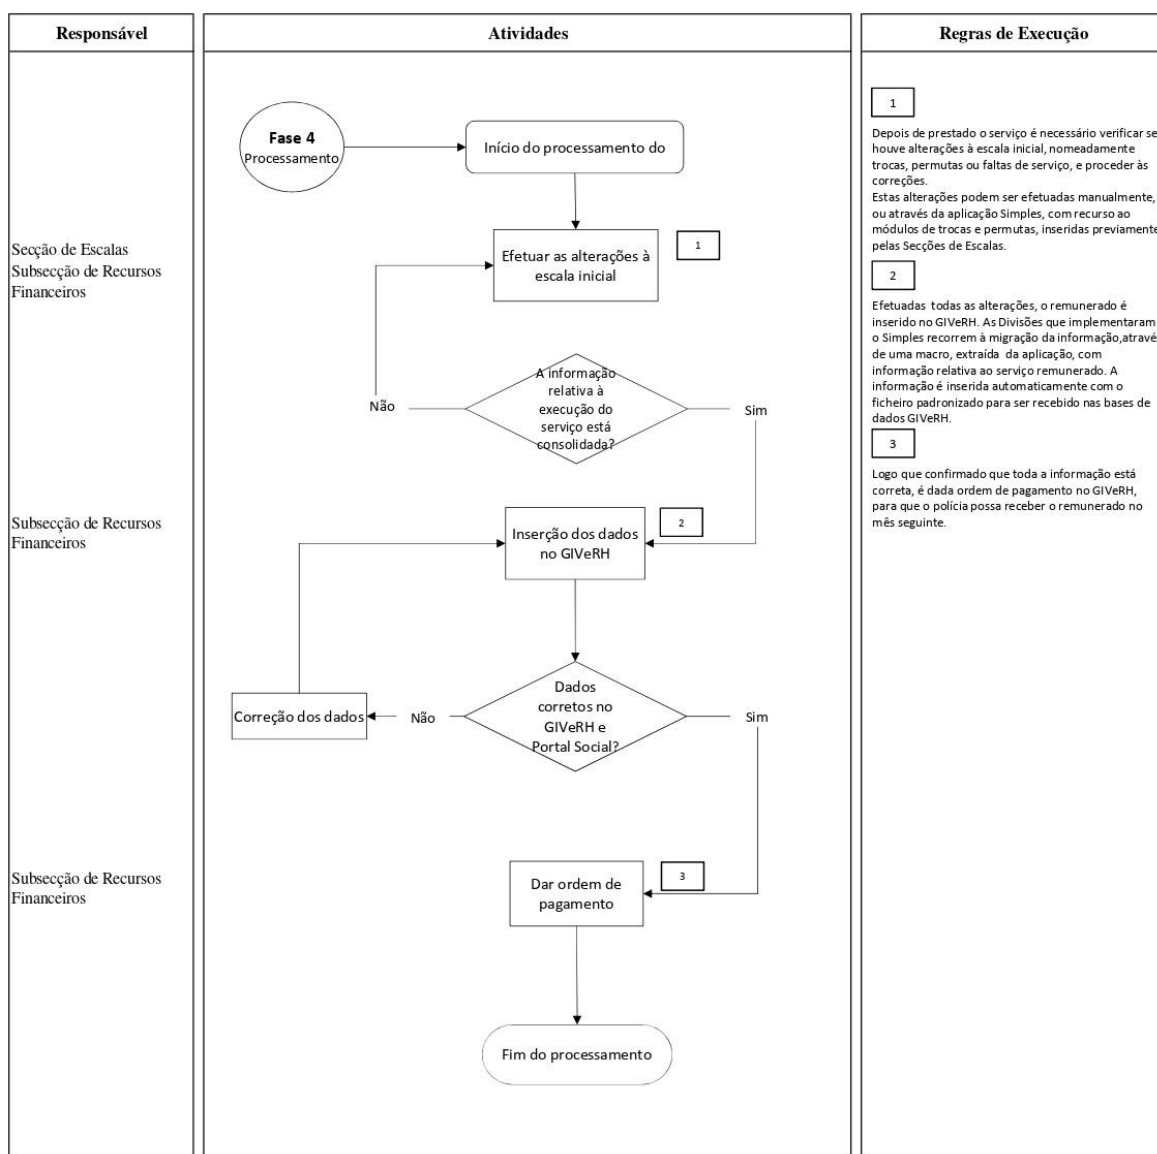 Responsável
Atividades
Regras de Execução
Fase 4
Processamento
Início do processamento do
Secção de Escalas
Subsecção de Recursos
Financeiros
Efetuar as alterações à
escala inicial
1
A informação
relativa à
execução do
serviço está
consolidada?
Não
Sim
Subsecção de Recursos
Financeiros
Inserção dos dados
no GIVeRH
2
Dados
corretos no
GIVeRH e
Portal Social?
Não
Sim
Correção dos dados
Subsecção de Recursos
Financeiros
Dar ordem de
pagamento
3
Fim do processamento
1
Depois de prestado o serviço é necessário verificar se
houve alterações à escala inicial, nomeadamente
trocas, permutas ou faltas de serviço, e proceder às
correções.
Estas alterações podem ser efetuadas manualmente,
ou através da aplicação Simples, com recurso ao
módulos de trocas e permutas, inseridas previamente
pelas Secções de Escalas.
2
Efetuadas todas as alterações, o remunerado é
inserido no GIVeRH. As Divisões que implementaram
o Simples recorrem à migração da informação,atravé
de uma macro, extraída da aplicação, com
informação relativa ao serviço remunerado. A
informação é inserida automaticamente com o
ficheiro padronizado para ser recebido nas bases de
dados GIVeRH.
3
Logo que confirmado que toda a informação está
correta, é dada ordem de pagamento no GIVeRH,
para que o polícia possa receber o remunerado no
mês seguinte.